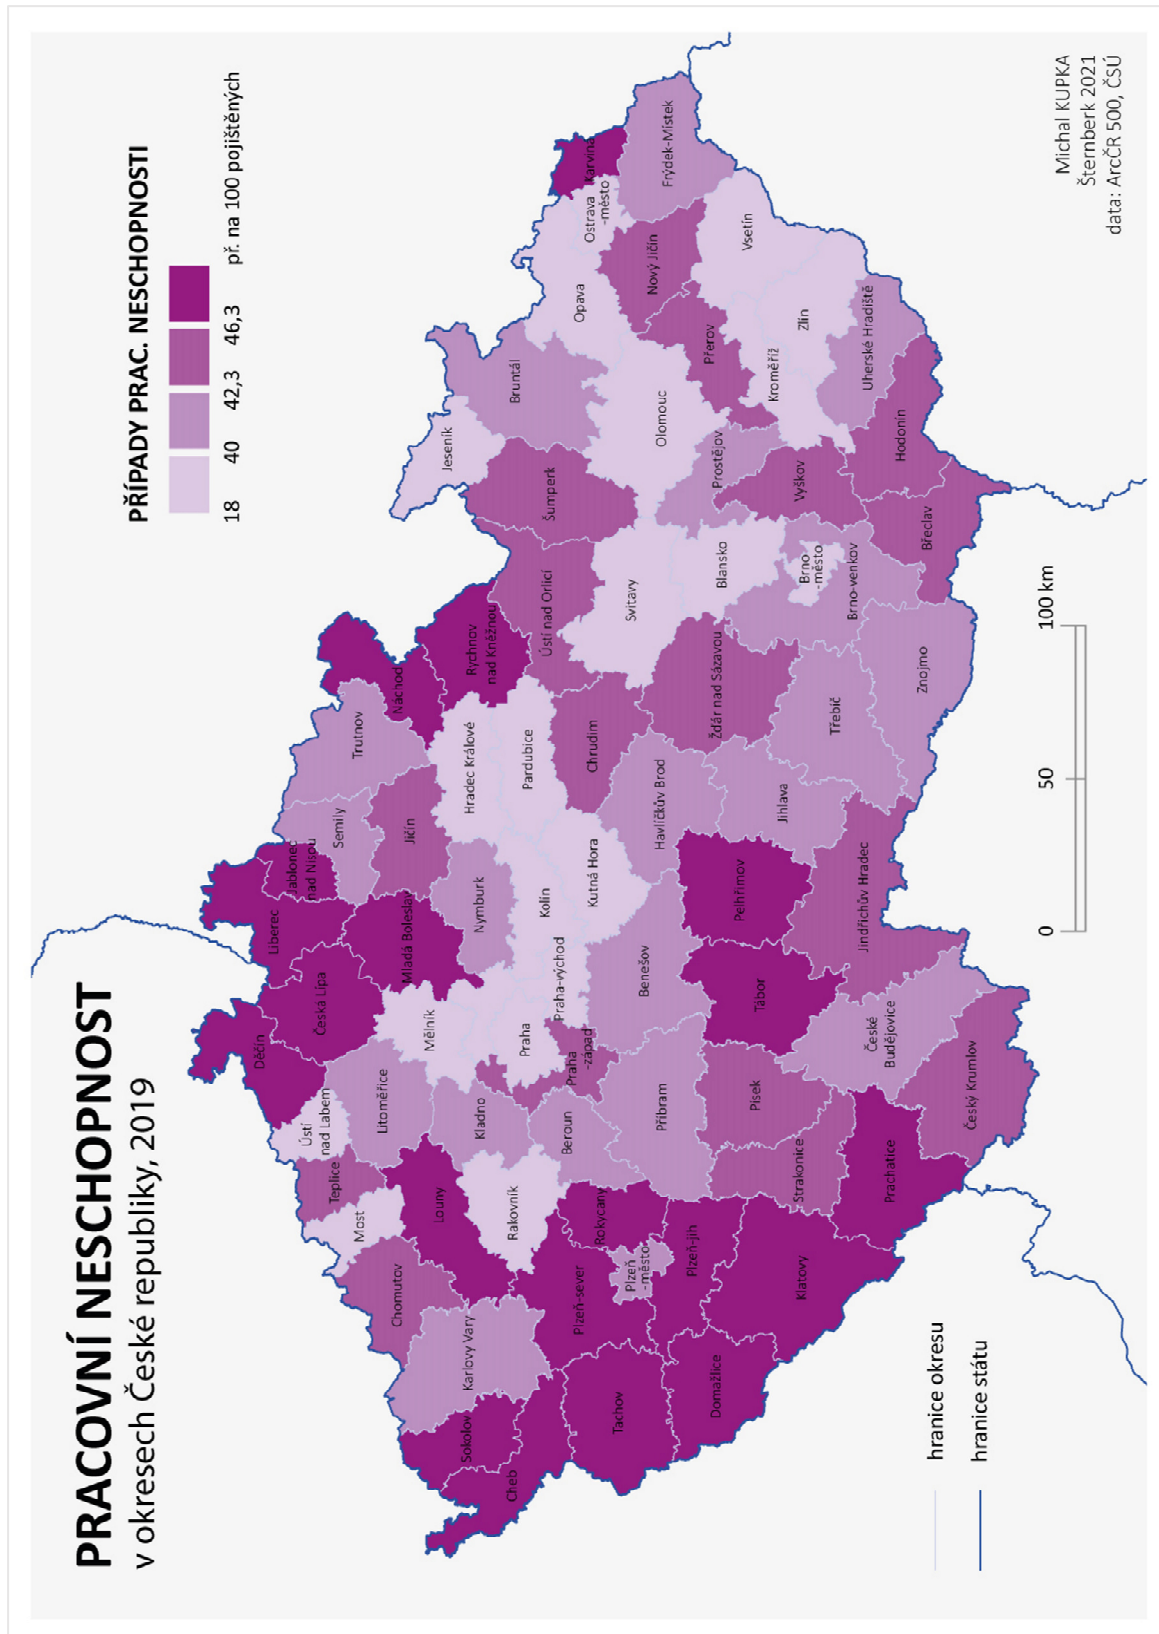 PRACOVNÍ NESCHOPNOST
v okresech České republiky, 2019
PŘÍPADY PRAC. NESCHOPNOSTI
18
40
42,3
46,3
př. na 100 pojištěných
Děčín
Liberec
Jablonec
nad Nisou
Česká Lípa
Semily
Trutnov
Náchod
Ústí
nad Labem
Teplice
Most
Litoměřice
Mělník
Mladá Boleslav
Jičín
Chomutov
Louny
Kladno
Nymburk
Hradec Králové
Rychnov
nad Kněžnou
Jeseník
Šumperk
Bruntál
Karlovy Vary
Sokolov
Cheb
Rakovník
Praha
Praha-východ
Kolín
Pardubice
Ústí nad Orlicí
Opava
Ostrava
-město
Karviná
Beroun
Praha
-západ
Kutná Hora
Chrudim
Svitavy
Olomouc
Nový Jičín
Frýdek-Místek
Plzeň-sever
Rokycany
Plzeň
-město
Tachov
Příbram
Benešov
Havlíčkův Brod
Přerov
Prostějov
Blansko
Vsetín
Plzeň-jih
Domažlice
Písek
Tábor
Pelhřimov
Žďár nad Sázavou
Kroměříž
Zlín
Vyškov
Brno
-město
Brno-venkov
Jihlava
Třebíč
Klatovy
Strakonice
Uherské Hradiště
Hodonín
Jindřichův Hradec
Prachatice
České
Budějovice
Znojmo
Břeclav
Český Krumlov
hranice okresu
hranice státu
0
50
100 km
Michal KUPKA
Šternberk 2021
data: ArcČR 500, ČSÚ